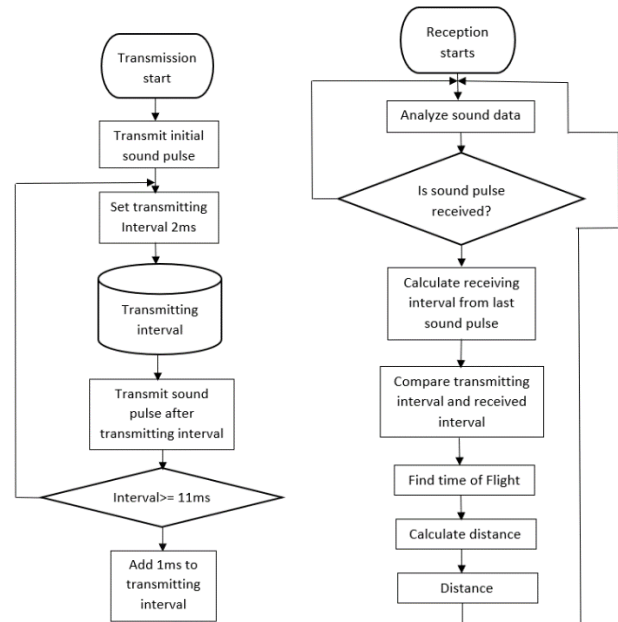 Transmission
start
Transmit initial
sound pulse
Set transmitting
Interval 2ms
Transmitting
interval
Transmit sound
pulse after
transmitting interval
Interval>= 11ms
Add 1ms to
transmitting
interval
Reception
starts
Analyze sound data
Is sound pulse
received?
Calculate receiving
interval from last
sound pulse
Compare transmitting
interval and received
interval
Find time of Flight
Calculate distance
Distance